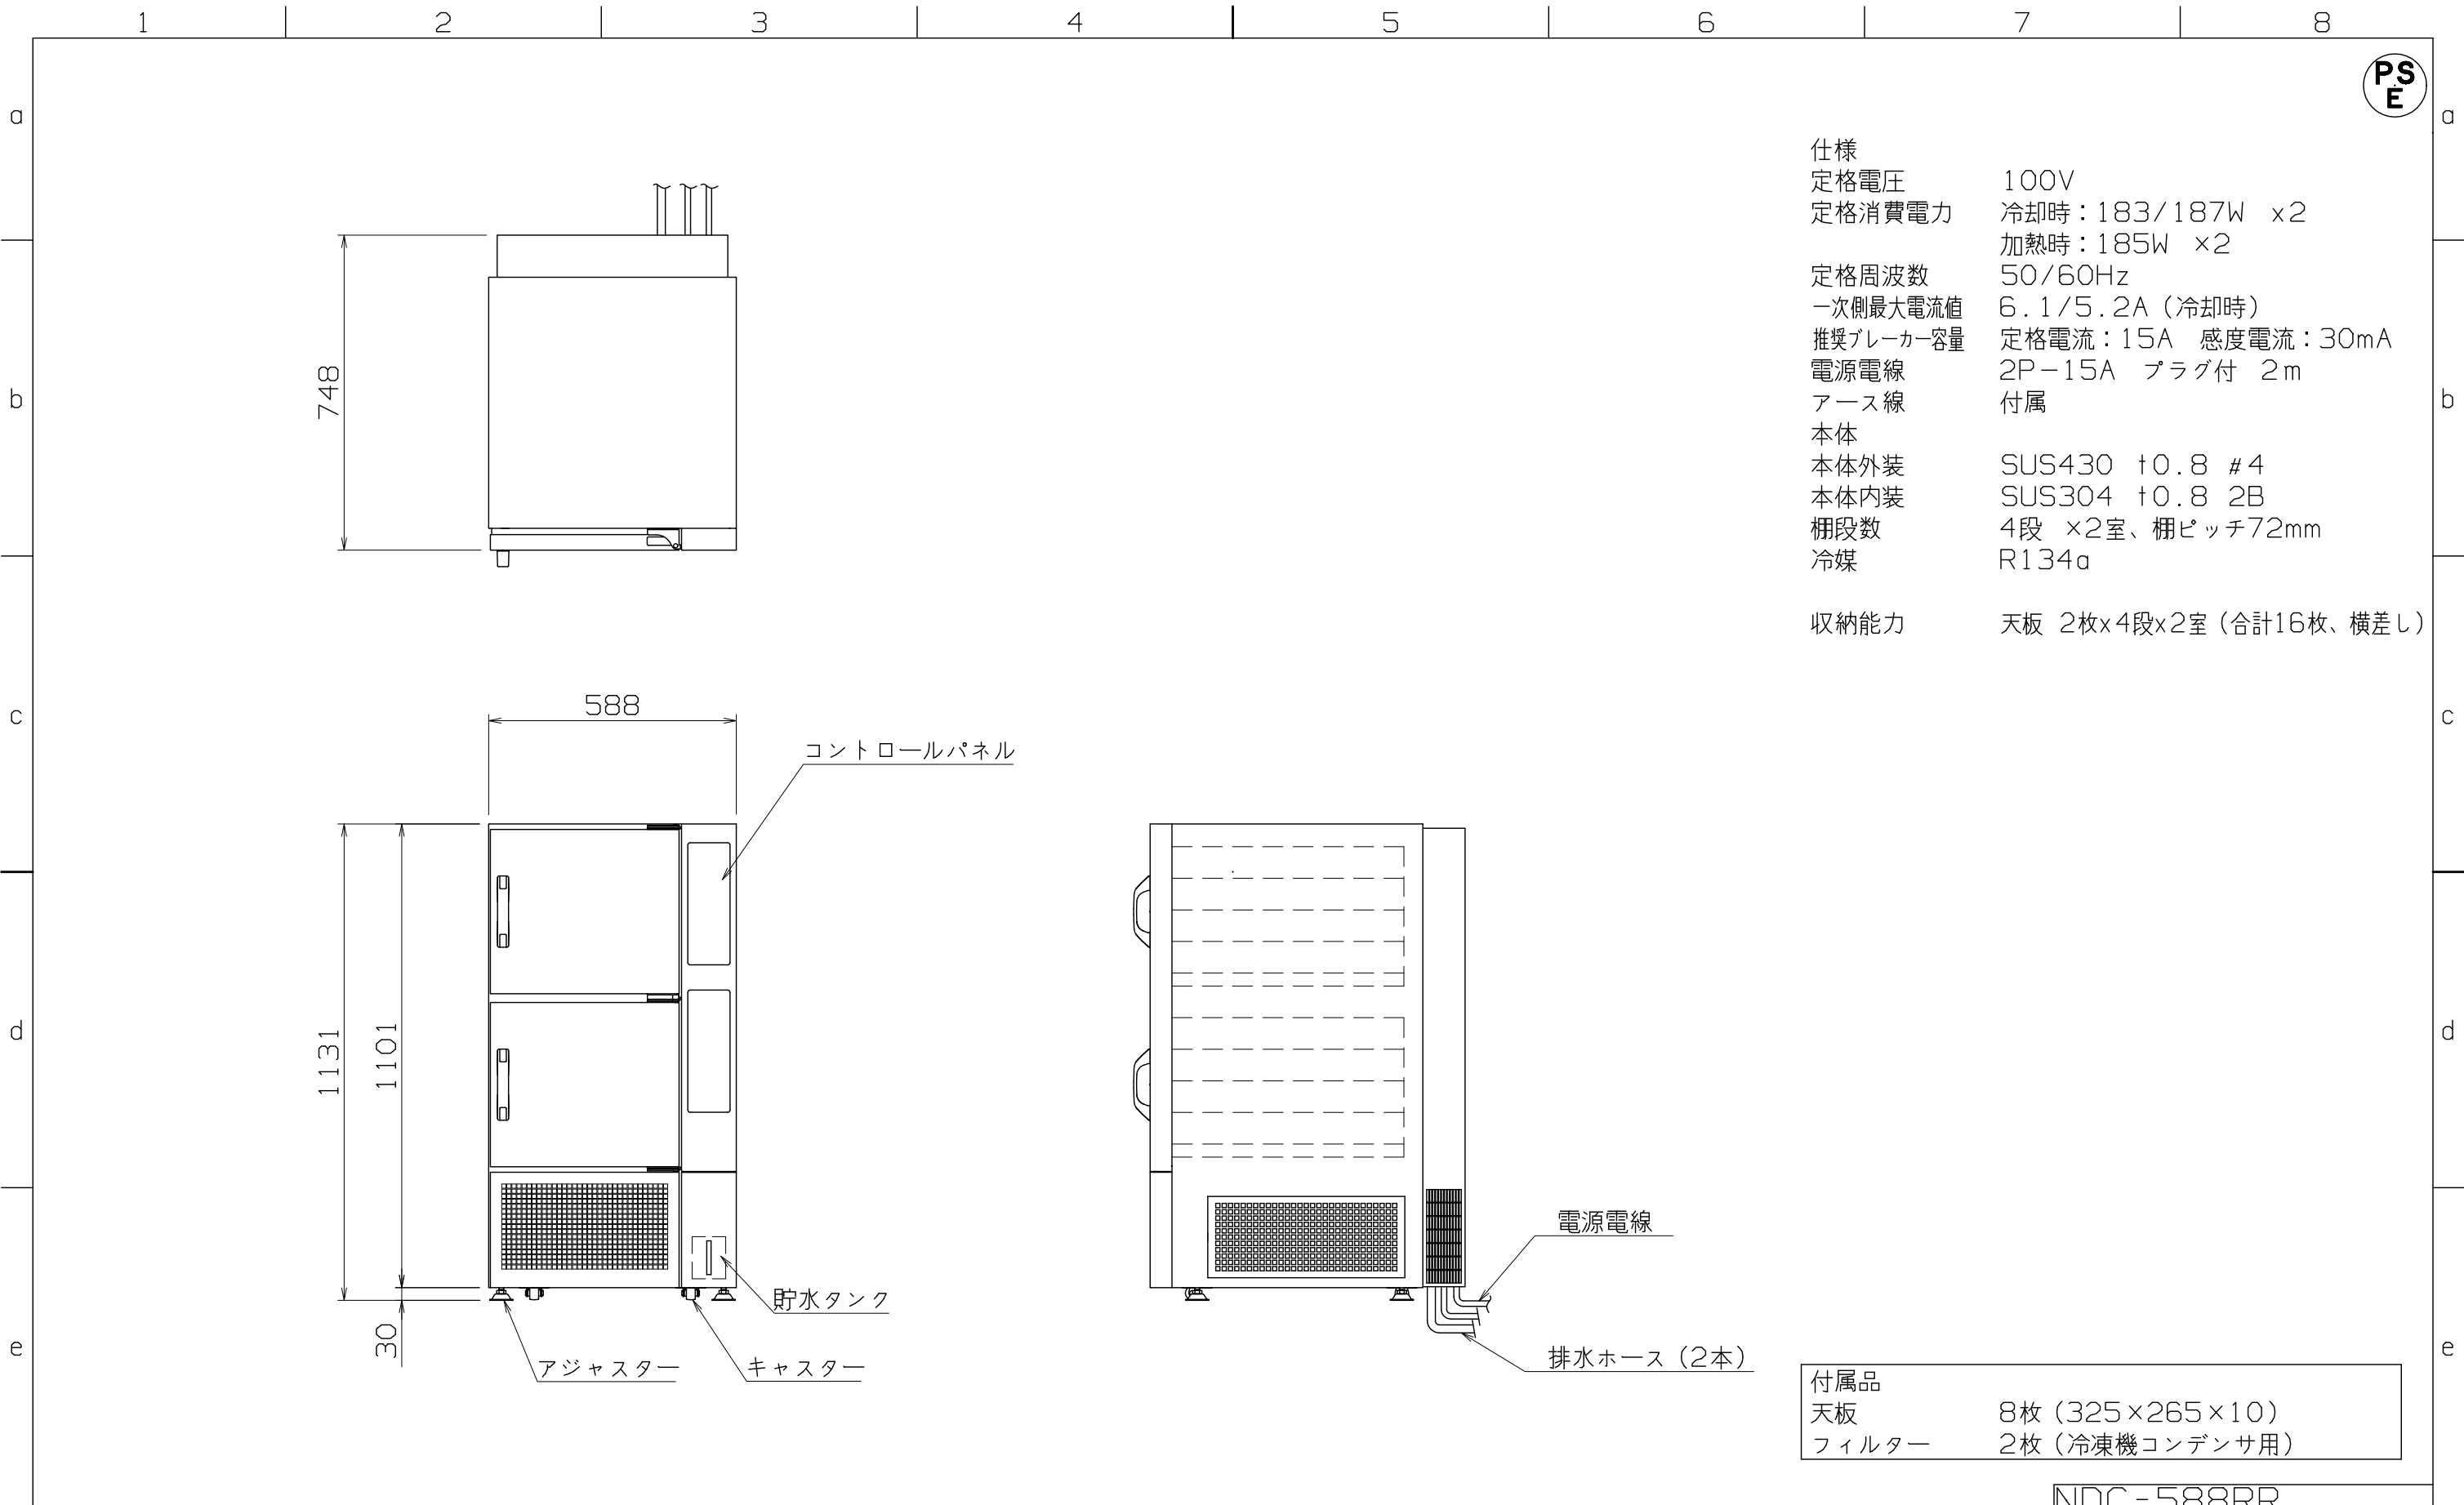 1 2 3 4 5 6 7 8
PS
E
a a
仕様
定格電圧 100V
定格消費電力 冷却時：183/187W x2
加熱時：185W ×2
定格周波数 50/60Hz
一次側最大電流値 6.1/5.2A（冷却時）
推奨ブレーカー容量 定格電流：15A 感度電流：30mA
電源電線 2P−15A プラグ付 2m
アース線 付属
本体
本体外装 SUS430 t0.8 #4
本体内装 SUS304 t0.8 2B
棚段数 4段 ×2室、棚ピッチ72mm
冷媒 R134a
収納能力 天板 2枚x4段x2室（合計16枚、横差し）
748
b b
588
c c
コントロールパネル
1131
1101
30
d d
貯水タンク
アジャスター
キャスター
電源電線
排水ホース（2本）
e e
付属品
天板 8枚（325×265×10）
フィルター 2枚（冷凍機コンデンサ用）